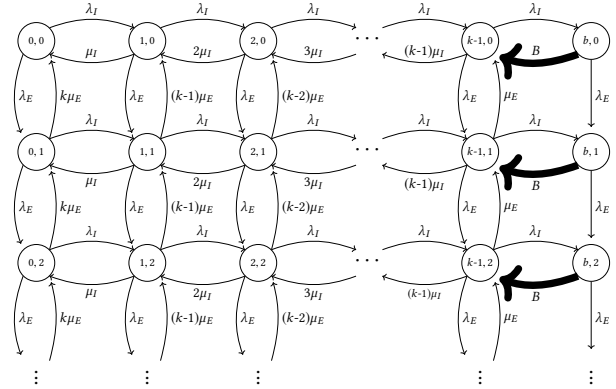 λ_I λ_I λ_I λ_I λ_I
0, 0 1, 0 2, 0 ··· k-1, 0 b, 0
μ_I 2μ_I 3μ_I (k-1)μ_I B
λ_E kμ_E λ_E (k-1)μ_E λ_E (k-2)μ_E λ_E μ_E λ_E
λ_I λ_I λ_I λ_I λ_I
0, 1 1, 1 2, 1 ··· k-1, 1 b, 1
μ_I 2μ_I 3μ_I (k-1)μ_I B
λ_E kμ_E λ_E (k-1)μ_E λ_E (k-2)μ_E λ_E μ_E λ_E
λ_I λ_I λ_I λ_I λ_I
0, 2 1, 2 2, 2 ··· k-1, 2 b, 2
μ_I 2μ_I 3μ_I (k-1)μ_I B
λ_E kμ_E λ_E (k-1)μ_E λ_E (k-2)μ_E λ_E μ_E λ_E
⋮ ⋮ ⋮ ⋮ ⋮